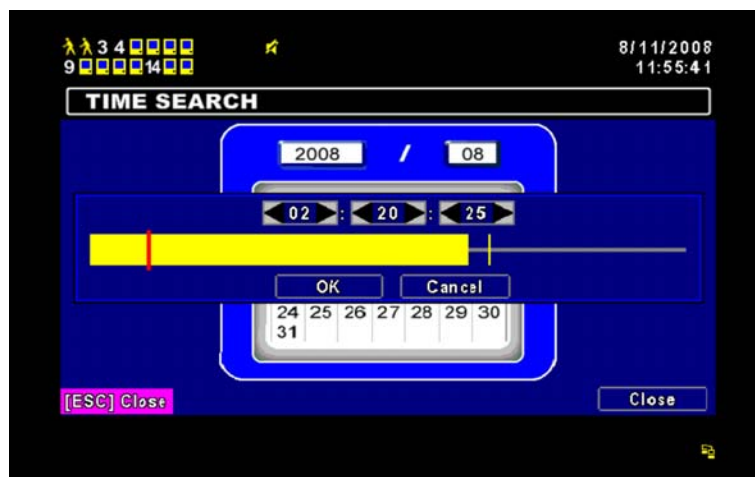 3 4
8/11/2008
9 14
11:55:41
TIME SEARCH
2008 / 08
02 : 20 : 25
OK Cancel
24 25 26 27 28 29 30
31
[ESC] Close
Close